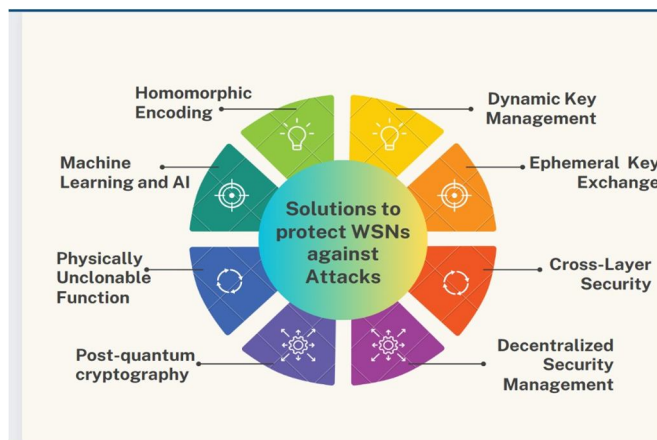 Homomorphic
Encoding
Dynamic Key
Management
Machine
Learning and AI
Ephemeral Key
Exchange
Solutions to
protect WSNs
against
Attacks
Physically
Unclonable
Function
Cross-Layer
Security
Post-quantum
cryptography
Decentralized
Security
Management